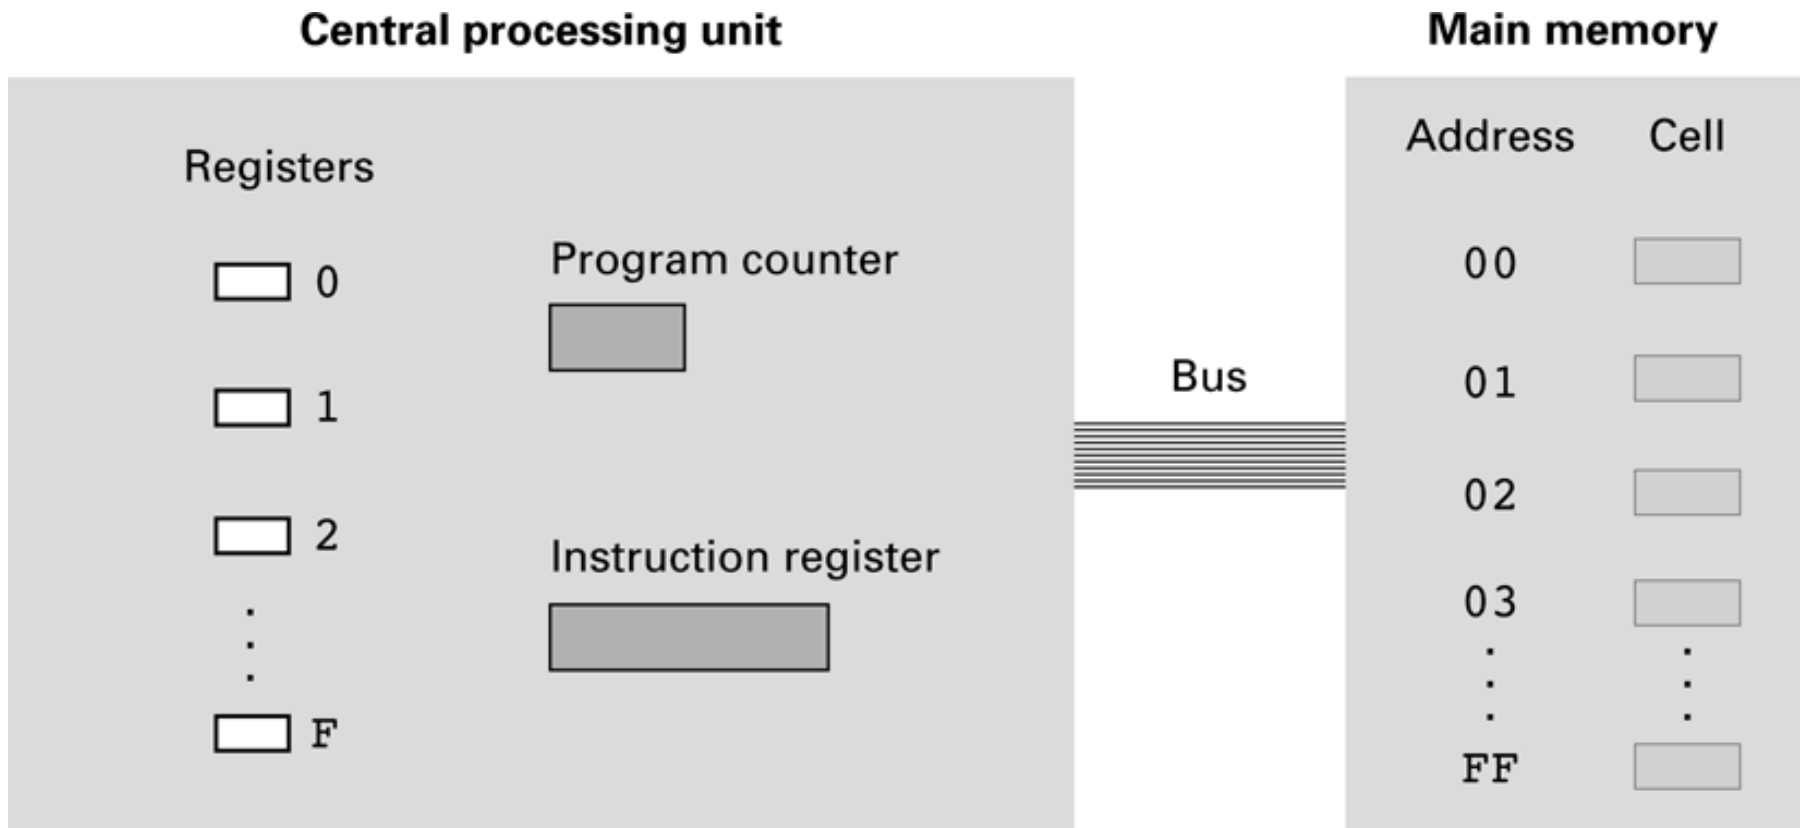 Central processing unit
Main memory
Registers
0
1
2
F
Program counter
Instruction register
Bus
Address Cell
00
01
02
03
FF